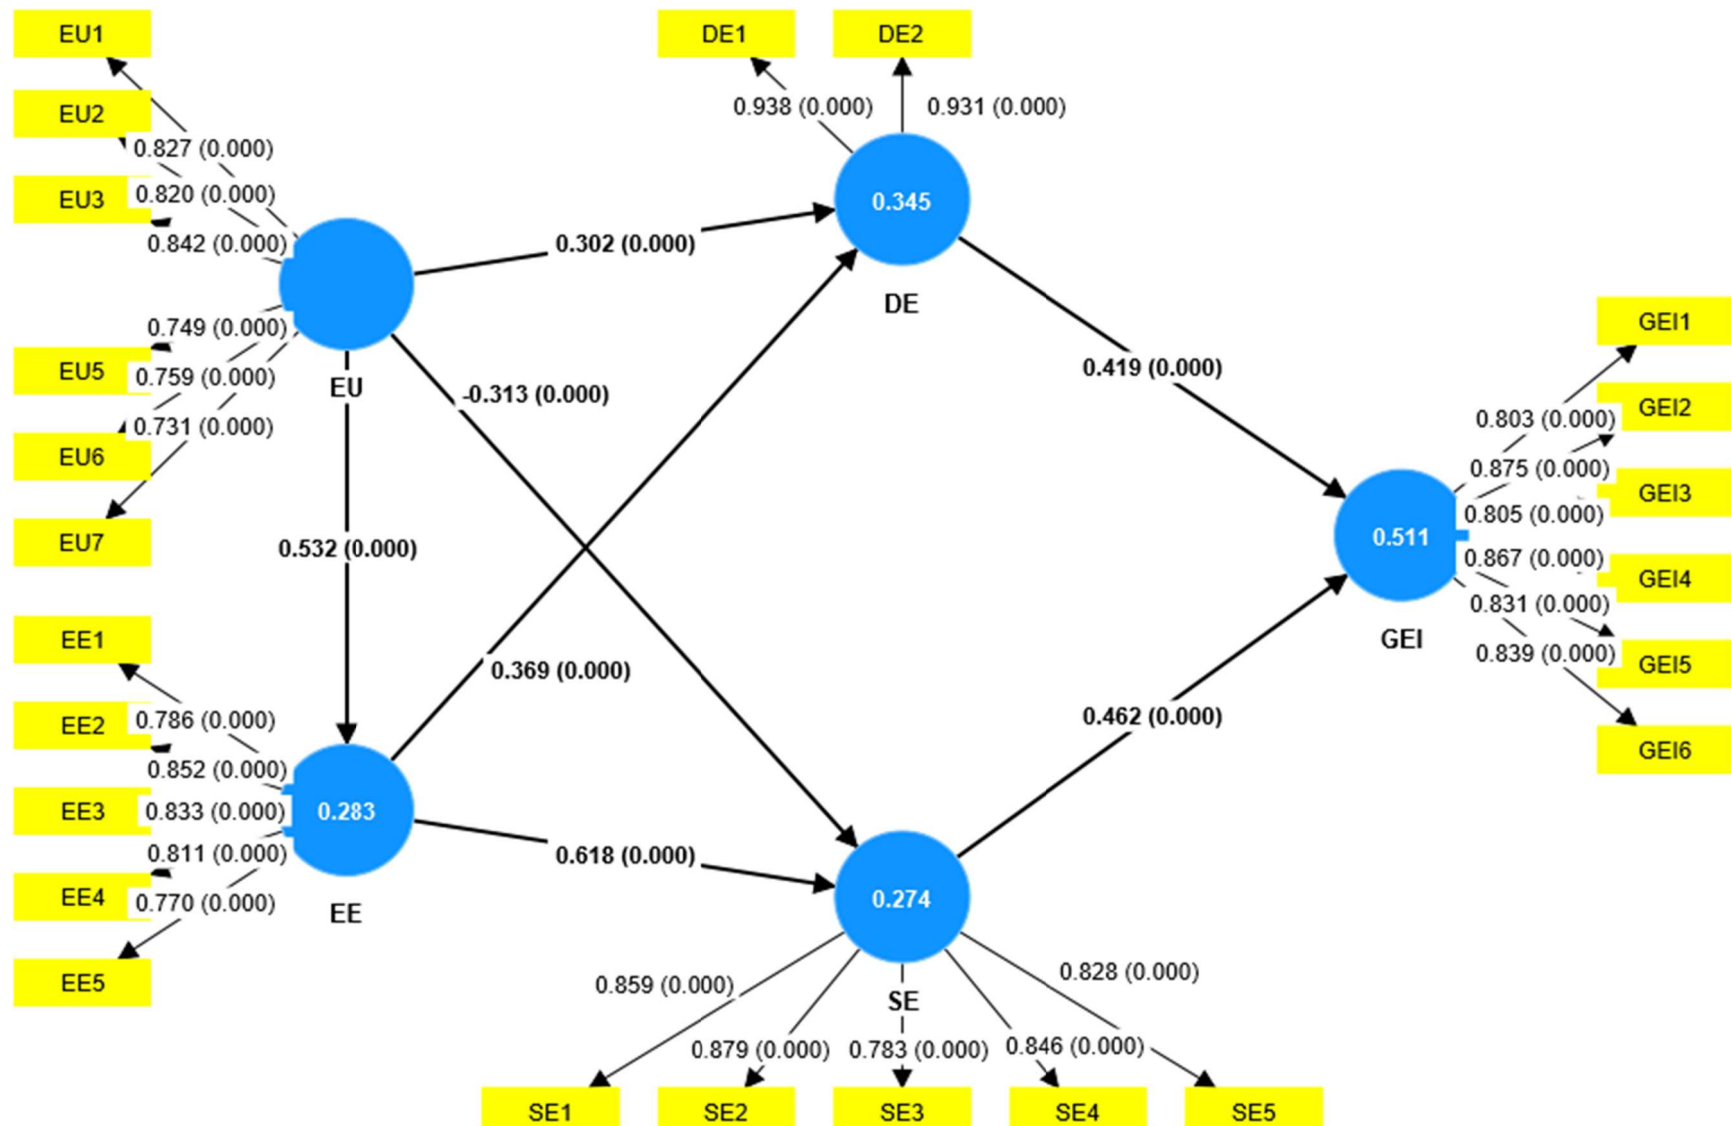 EU1
EU2
EU3
EU5
EU6
EU7
0.827 (0.000)
0.820 (0.000)
0.842 (0.000)
0.749 (0.000)
0.759 (0.000)
0.731 (0.000)
EU
DE1
DE2
0.938 (0.000)
0.931 (0.000)
0.345
DE
0.302 (0.000)
-0.313 (0.000)
0.532 (0.000)
0.369 (0.000)
0.618 (0.000)
0.419 (0.000)
0.462 (0.000)
EE1
EE2
EE3
EE4
EE5
0.786 (0.000)
0.852 (0.000)
0.833 (0.000)
0.811 (0.000)
0.770 (0.000)
0.283
EE
0.511
GEI
0.803 (0.000)
0.875 (0.000)
0.805 (0.000)
0.867 (0.000)
0.831 (0.000)
0.839 (0.000)
GEI1
GEI2
GEI3
GEI4
GEI5
GEI6
0.274
SE
0.859 (0.000)
0.879 (0.000)
0.783 (0.000)
0.846 (0.000)
0.828 (0.000)
SE1
SE2
SE3
SE4
SE5